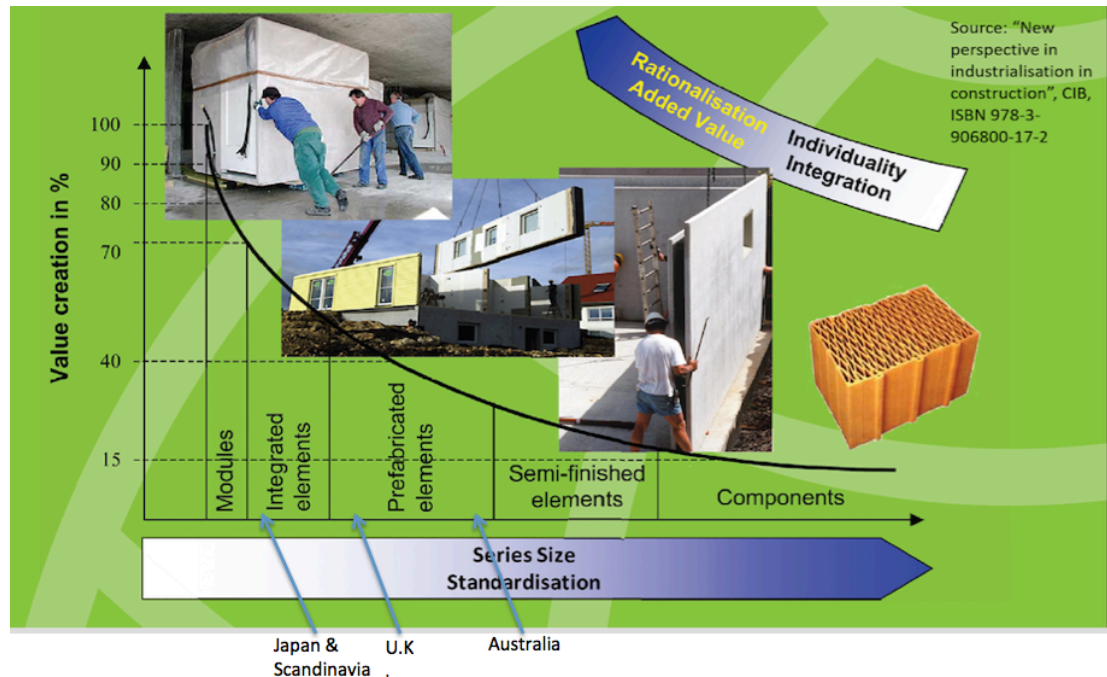 Source: "New
perspective in
industrialisation in
construction", CIB,
ISBN 978-3-
906800-17-2
Rationalisation
Added Value
Individuality
Integration
Value creation in %
100
90
80
70
40
15
Modules
Integrated
elements
Prefabricated
elements
Semi-finished
elements
Components
Series Size
Standardisation
Japan &
Scandinavia
U.K
.
Australia